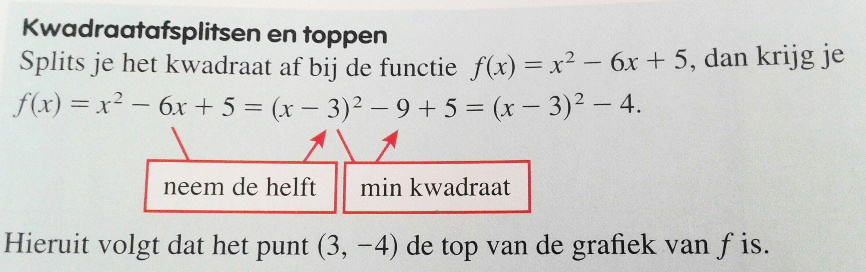 Kwadraatafsplitsen en toppen
Splits je het kwadraat af bij de functie f(x) = x² − 6x + 5, dan krijg je
f(x) = x² − 6x + 5 = (x − 3)² − 9 + 5 = (x − 3)² − 4.
neem de helft
min kwadraat
Hieruit volgt dat het punt (3, −4) de top van de grafiek van f is.